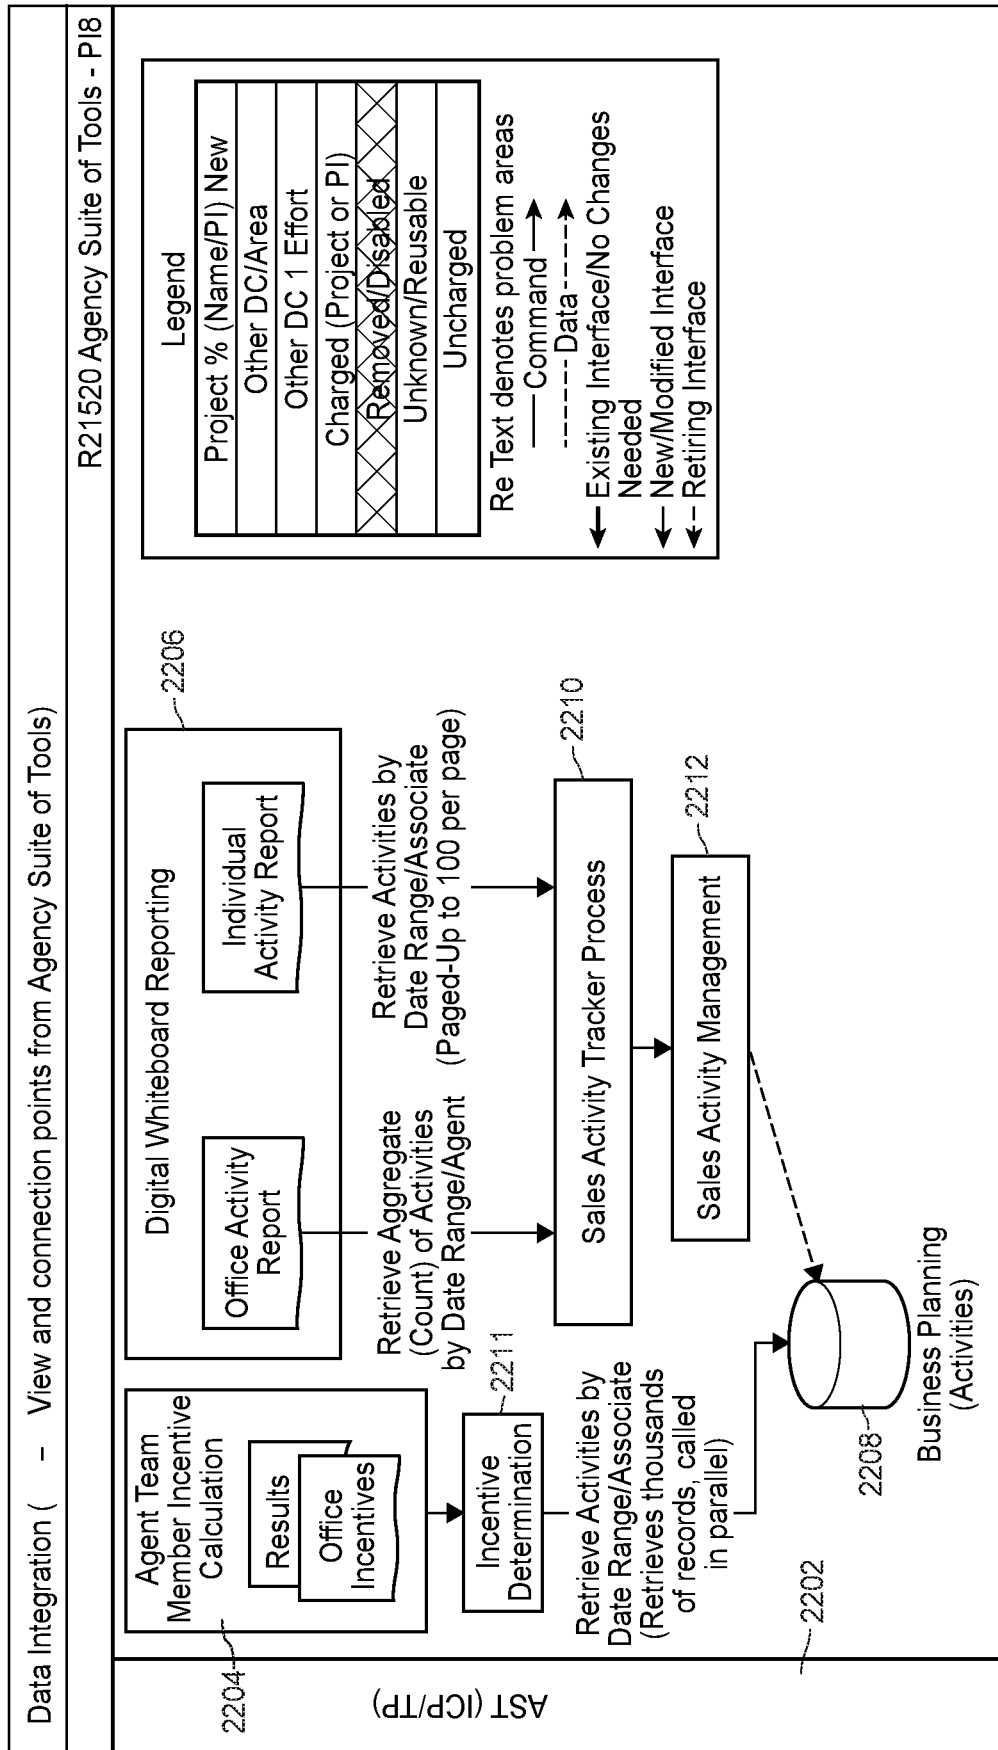 Data Integration ( – View and connection points from Agency Suite of Tools)
R21520 Agency Suite of Tools - PI8
AST (ICP/TP)
2202
2204
Agent Team
Member Incentive
Calculation
Results
Office
Incentives
2211
Incentive
Determination
Retrieve Activities by
Date Range/Associate
(Retrieves thousands
of records, called
in parallel)
2206
Digital Whiteboard Reporting
Office Activity
Report
Individual
Activity Report
Retrieve Aggregate
(Count) of Activities
by Date Range/Agent
Retrieve Activities by
Date Range/Associate
(Paged-Up to 100 per page)
2210
Sales Activity Tracker Process
2212
Sales Activity Management
2208
Business Planning
(Activities)
Legend
Project % (Name/PI) New
Other DC/Area
Other DC 1 Effort
Charged (Project or PI)
Removed/Disabled
Unknown/Reusable
Uncharged
Re Text denotes problem areas
Command
Data
Existing Interface/No Changes
Needed
New/Modified Interface
Retiring Interface